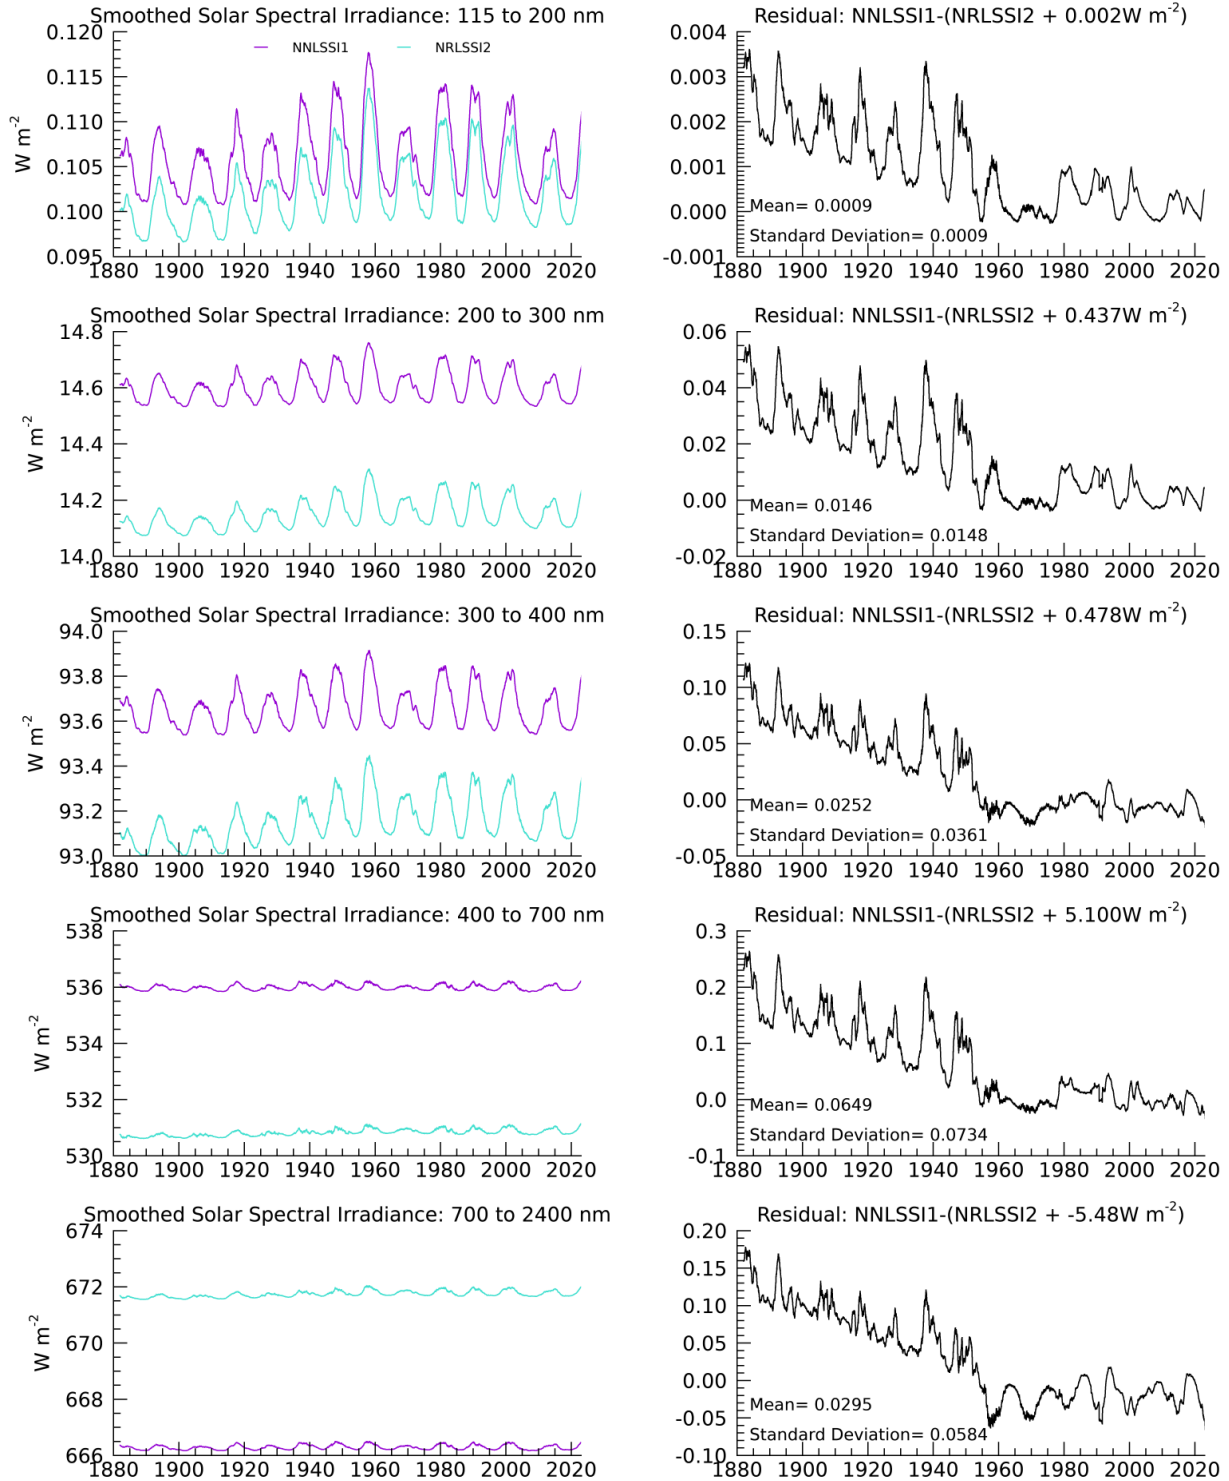 Smoothed Solar Spectral Irradiance: 115 to 200 nm
0.120
0.115
0.110
0.105
0.100
0.095
W m-2
NNLSSI1
NRLSSI2
1880 1900 1920 1940 1960 1980 2000 2020
Residual: NNLSSI1-(NRLSSI2 + 0.002W m-2)
0.004
0.003
0.002
0.001
0.000
-0.001
Mean= 0.0009
Standard Deviation= 0.0009
1880 1900 1920 1940 1960 1980 2000 2020
Smoothed Solar Spectral Irradiance: 200 to 300 nm
14.8
14.6
14.4
14.2
14.0
W m-2
1880 1900 1920 1940 1960 1980 2000 2020
Residual: NNLSSI1-(NRLSSI2 + 0.437W m-2)
0.06
0.04
0.02
0.00
-0.02
Mean= 0.0146
Standard Deviation= 0.0148
1880 1900 1920 1940 1960 1980 2000 2020
Smoothed Solar Spectral Irradiance: 300 to 400 nm
94.0
93.8
93.6
93.4
93.2
93.0
W m-2
1880 1900 1920 1940 1960 1980 2000 2020
Residual: NNLSSI1-(NRLSSI2 + 0.478W m-2)
0.15
0.10
0.05
0.00
-0.05
Mean= 0.0252
Standard Deviation= 0.0361
1880 1900 1920 1940 1960 1980 2000 2020
Smoothed Solar Spectral Irradiance: 400 to 700 nm
538
536
534
532
530
W m-2
1880 1900 1920 1940 1960 1980 2000 2020
Residual: NNLSSI1-(NRLSSI2 + 5.100W m-2)
0.3
0.2
0.1
0.0
-0.1
Mean= 0.0649
Standard Deviation= 0.0734
1880 1900 1920 1940 1960 1980 2000 2020
Smoothed Solar Spectral Irradiance: 700 to 2400 nm
674
672
670
668
666
W m-2
1880 1900 1920 1940 1960 1980 2000 2020
Residual: NNLSSI1-(NRLSSI2 + -5.48W m-2)
0.20
0.15
0.10
0.05
0.00
-0.05
-0.10
Mean= 0.0295
Standard Deviation= 0.0584
1880 1900 1920 1940 1960 1980 2000 2020